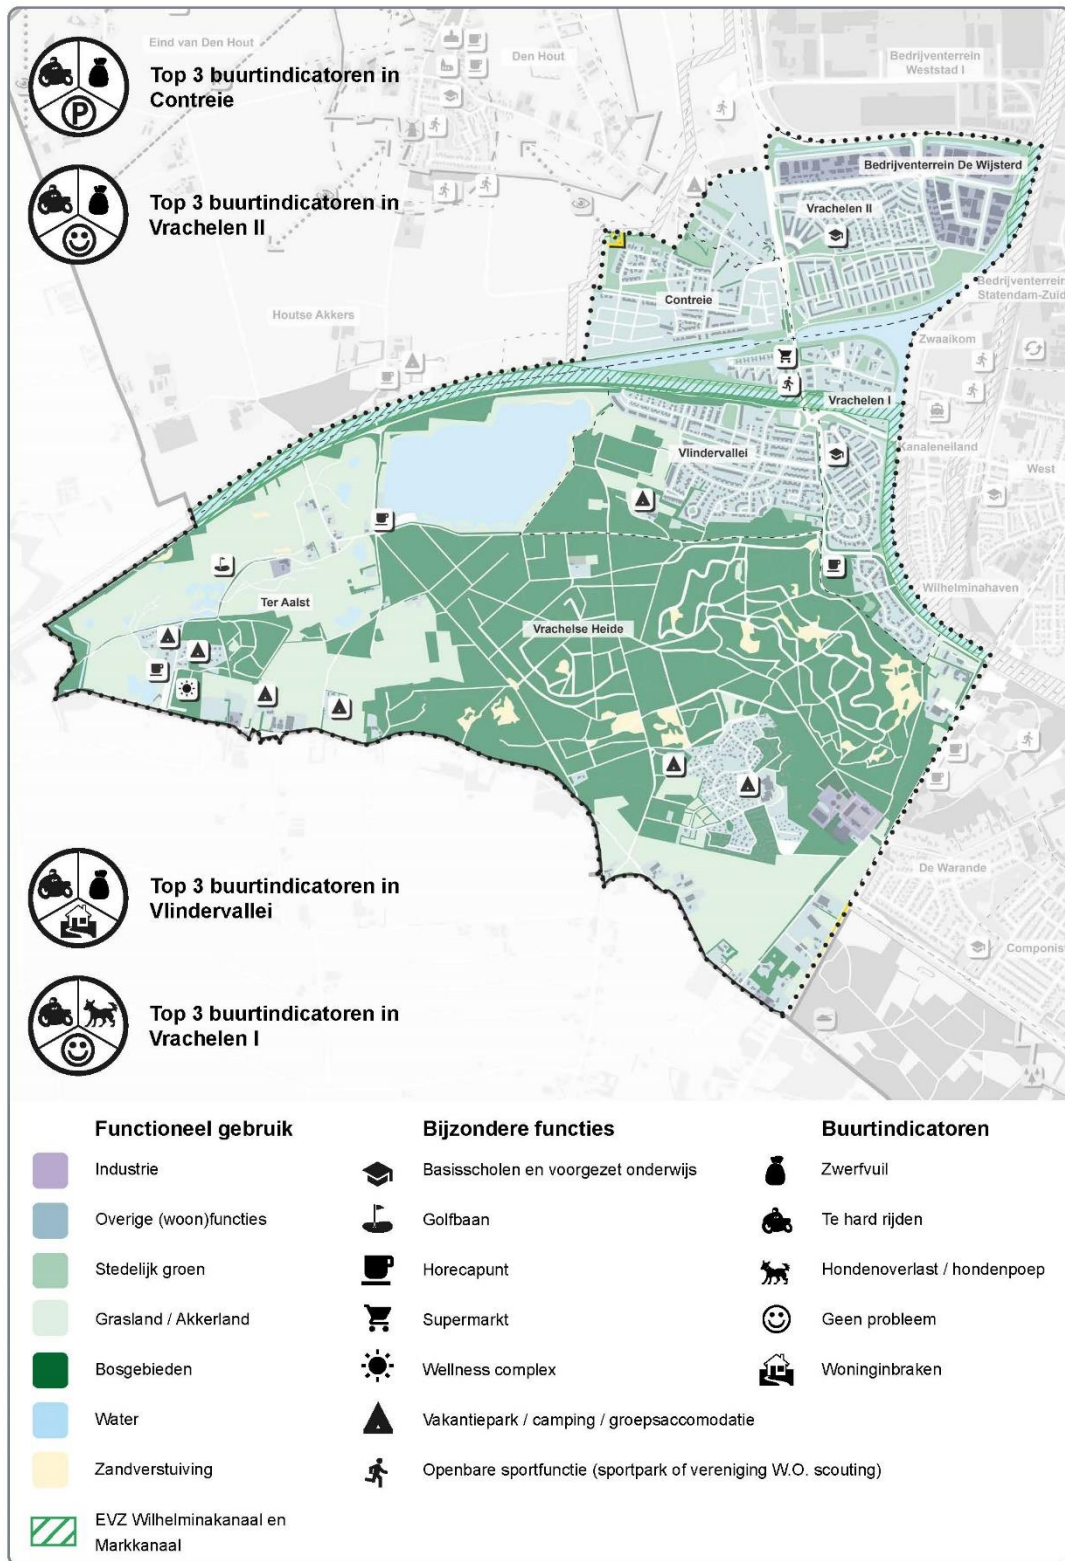 Eind van Den Hout
Den Hout
Bedrijventerrein
Weststad I
Top 3 buurtindicatoren in
Contreie
P
Bedrijventerrein De Wijsterd
Top 3 buurtindicatoren in
Vrachelen II
Vrachelen II
Bedrijventerrein
Statendam-Zuid
Contreie
Houtse Akkers
Zwaaikom
Vrachelen I
Kanaleneiland
Vlindervallei
West
Wilhelminahaven
Ter Aalst
Vrachelse Heide
De Warande
Top 3 buurtindicatoren in
Vlindervallei
Componis
Top 3 buurtindicatoren in
Vrachelen I
Functioneel gebruik
Industrie
Overige (woon)functies
Stedelijk groen
Grasland / Akkerland
Bosgebieden
Water
Zandverstuiving
EVZ Wilhelminakanaal en
Markkanaal
Bijzondere functies
Basisscholen en voorgezet onderwijs
Golfbaan
Horecapunt
Supermarkt
Wellness complex
Vakantiepark / camping / groepsaccomodatie
Openbare sportfunctie (sportpark of vereniging W.O. scouting)
Buurtindicatoren
Zwerfvuil
Te hard rijden
Hondenoverlast / hondenpoep
Geen probleem
Woninginbraken